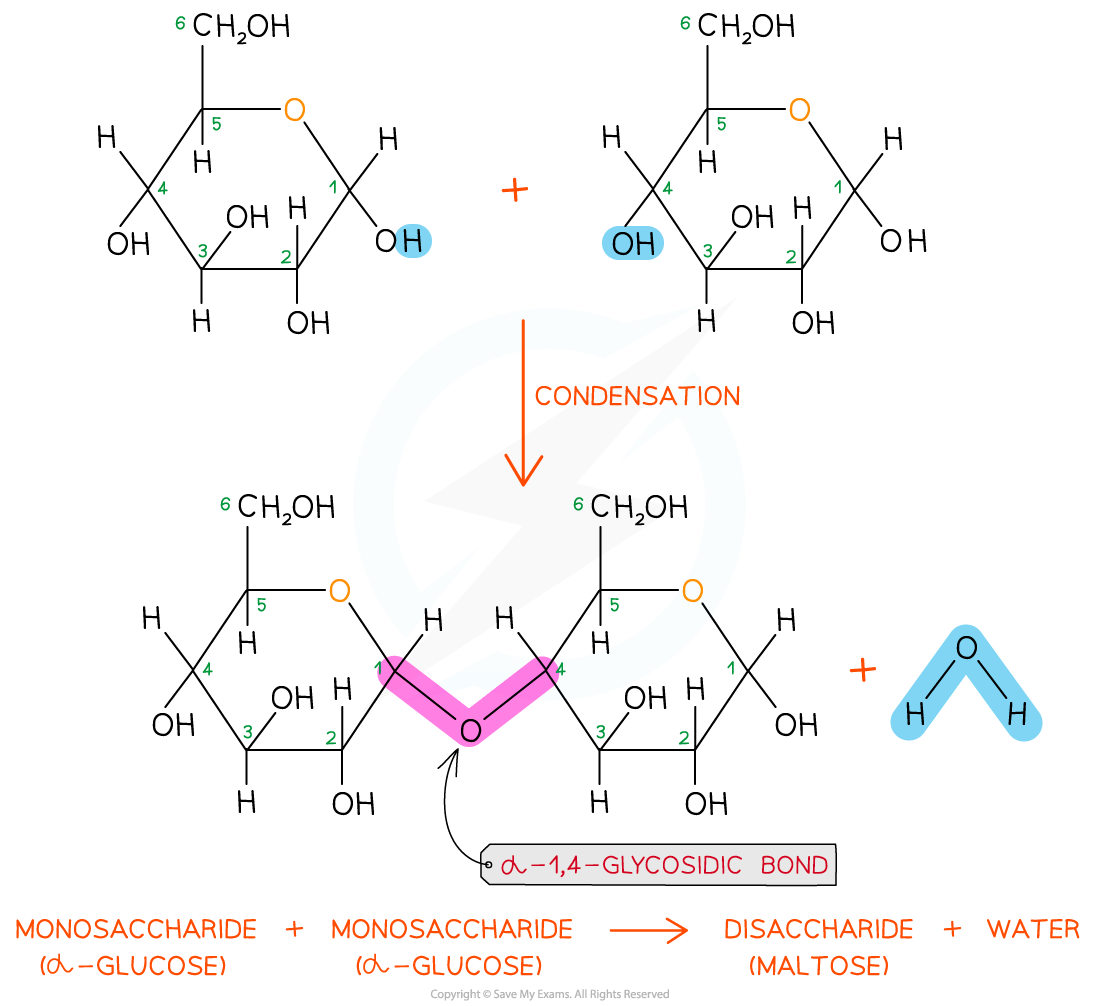 6 CH2OH 6 CH2OH
O O
5 5
H H H H
H H
4 1 4 1
OH H OH H
OH 3 2 OH OH 3 2 OH
H OH H OH
+
CONDENSATION
6 CH2OH 6 CH2OH
O O
5 5
H H H H
H H
4 1 4 1
OH H OH H
OH 3 2 O 3 2 OH
H OH H OH
+
O
H H
α-1,4-GLYCOSIDIC BOND
MONOSACCHARIDE + MONOSACCHARIDE → DISACCHARIDE + WATER
(α-GLUCOSE) (α-GLUCOSE) (MALTOSE)
Copyright © Save My Exams. All Rights Reserved